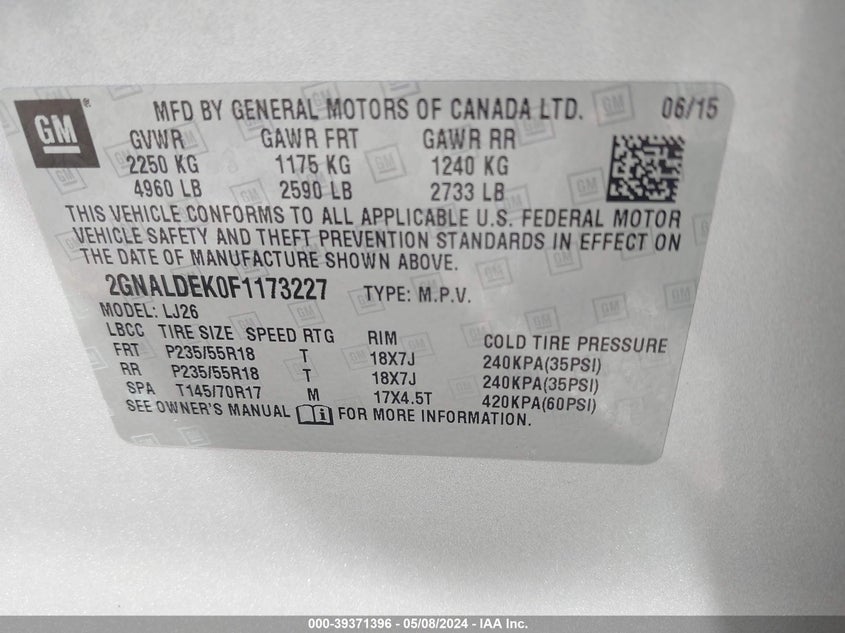 GM ® MFD BY GENERAL MOTORS OF CANADA LTD. 06/15
GVWR GAWR FRT GAWR RR
2250 KG 1175 KG 1240 KG
4960 LB 2590 LB 2733 LB
THIS VEHICLE CONFORMS TO ALL APPLICABLE U.S. FEDERAL MOTOR
VEHICLE SAFETY AND THEFT PREVENTION STANDARDS IN EFFECT ON
THE DATE OF MANUFACTURE SHOWN ABOVE.
2GNALDEK0F1173227 TYPE: M.P.V.
MODEL: LJ26
LBCC TIRE SIZE SPEED RTG RIM COLD TIRE PRESSURE
FRT P235/55R18 T 18X7J 240KPA(35PSI)
RR P235/55R18 T 18X7J 240KPA(35PSI)
SPA T145/70R17 M 17X4.5T 420KPA(60PSI)
SEE OWNER'S MANUAL i FOR MORE INFORMATION.
000-39371396 - 05/08/2024 - IAA Inc.